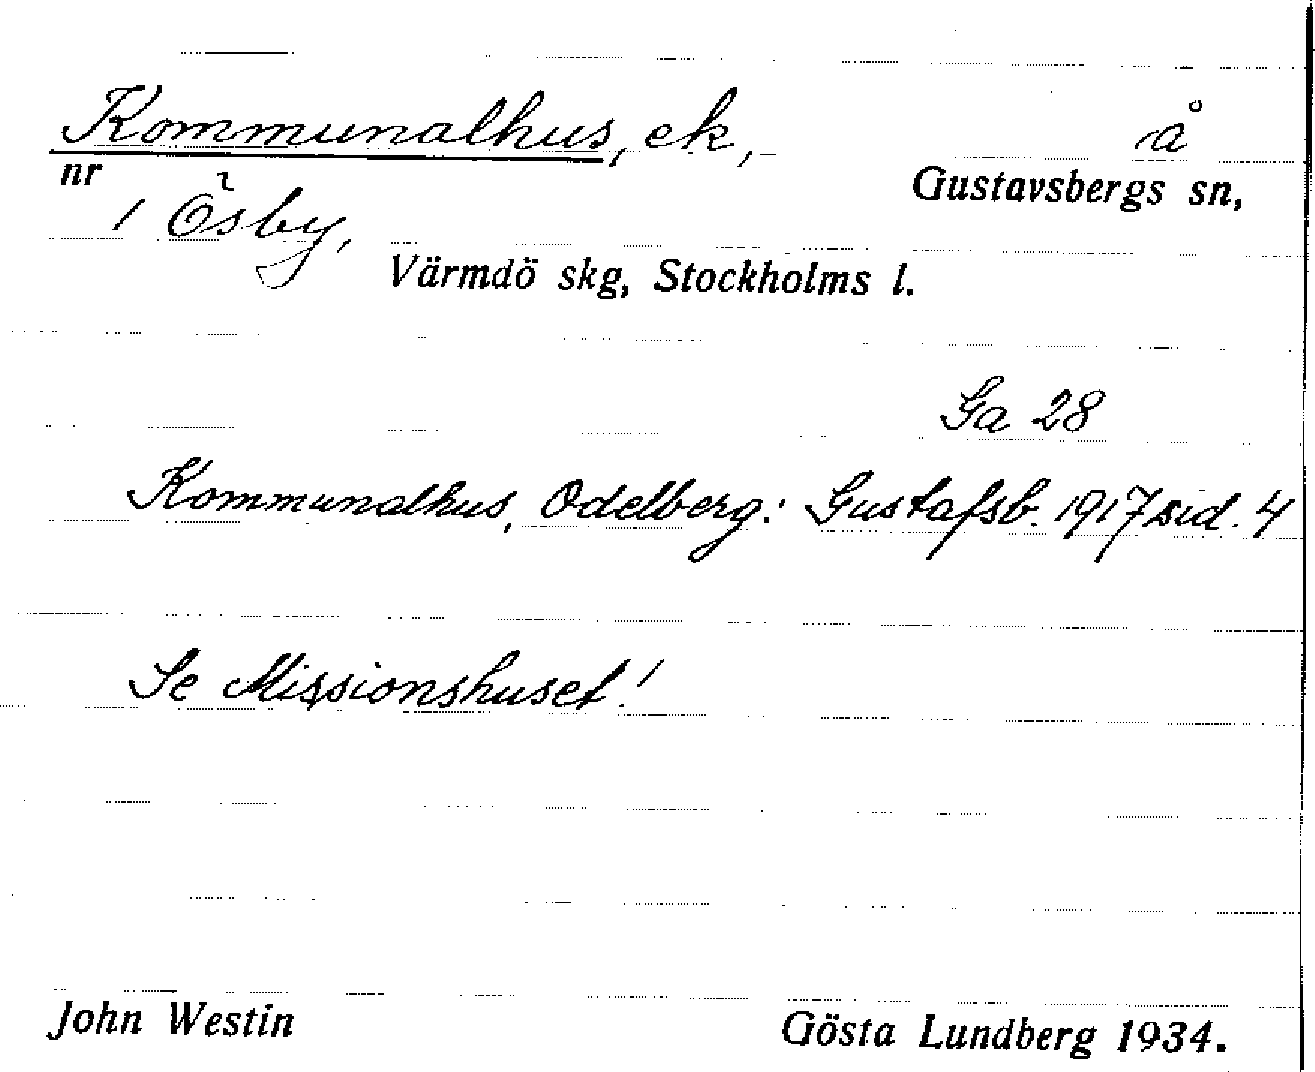 Kommunalhus, ek, å
nr 1 Ösby, Gustavsbergs sn,
Värmdö skg, Stockholms l.
Ga 28
Kommunalhus, Odelberg: Gustafsb. 1917 sid. 4
Se Missionshuset!
John Westin Gösta Lundberg 1934.